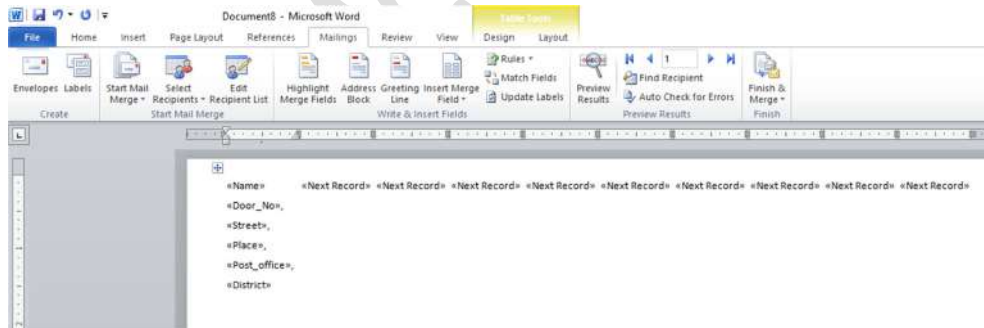 Document8 - Microsoft Word
Table Tools
File Home Insert Page Layout References Mailings Review View Design Layout
Envelopes Labels
Start Mail Merge
Select Recipients
Edit Recipient List
Highlight Merge Fields
Address Block
Greeting Line
Insert Merge Field
Rules
Match Fields
Update Labels
Preview Results
1
Find Recipient
Auto Check for Errors
Finish & Merge
Create Start Mail Merge Write & Insert Fields Preview Results Finish
«Name» «Next Record» «Next Record» «Next Record» «Next Record» «Next Record» «Next Record» «Next Record» «Next Record» «Next Record»
«Door_No»,
«Street»,
«Place»,
«Post_office»,
«District»